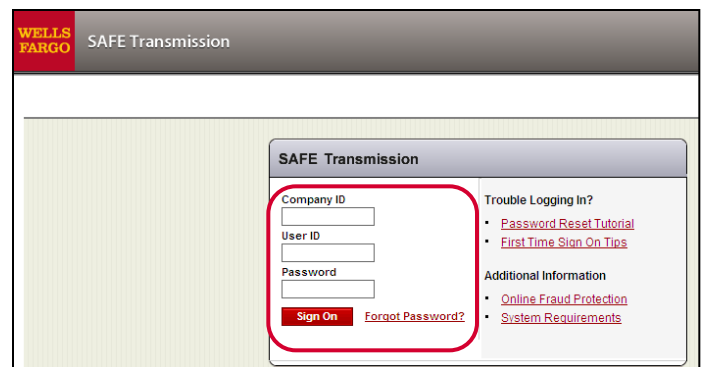 WELLS
FARGO
SAFE Transmission
SAFE Transmission
Company ID
User ID
Password
Sign On
Forgot Password?
Trouble Logging In?
Password Reset Tutorial
First Time Sign On Tips
Additional Information
Online Fraud Protection
System Requirements